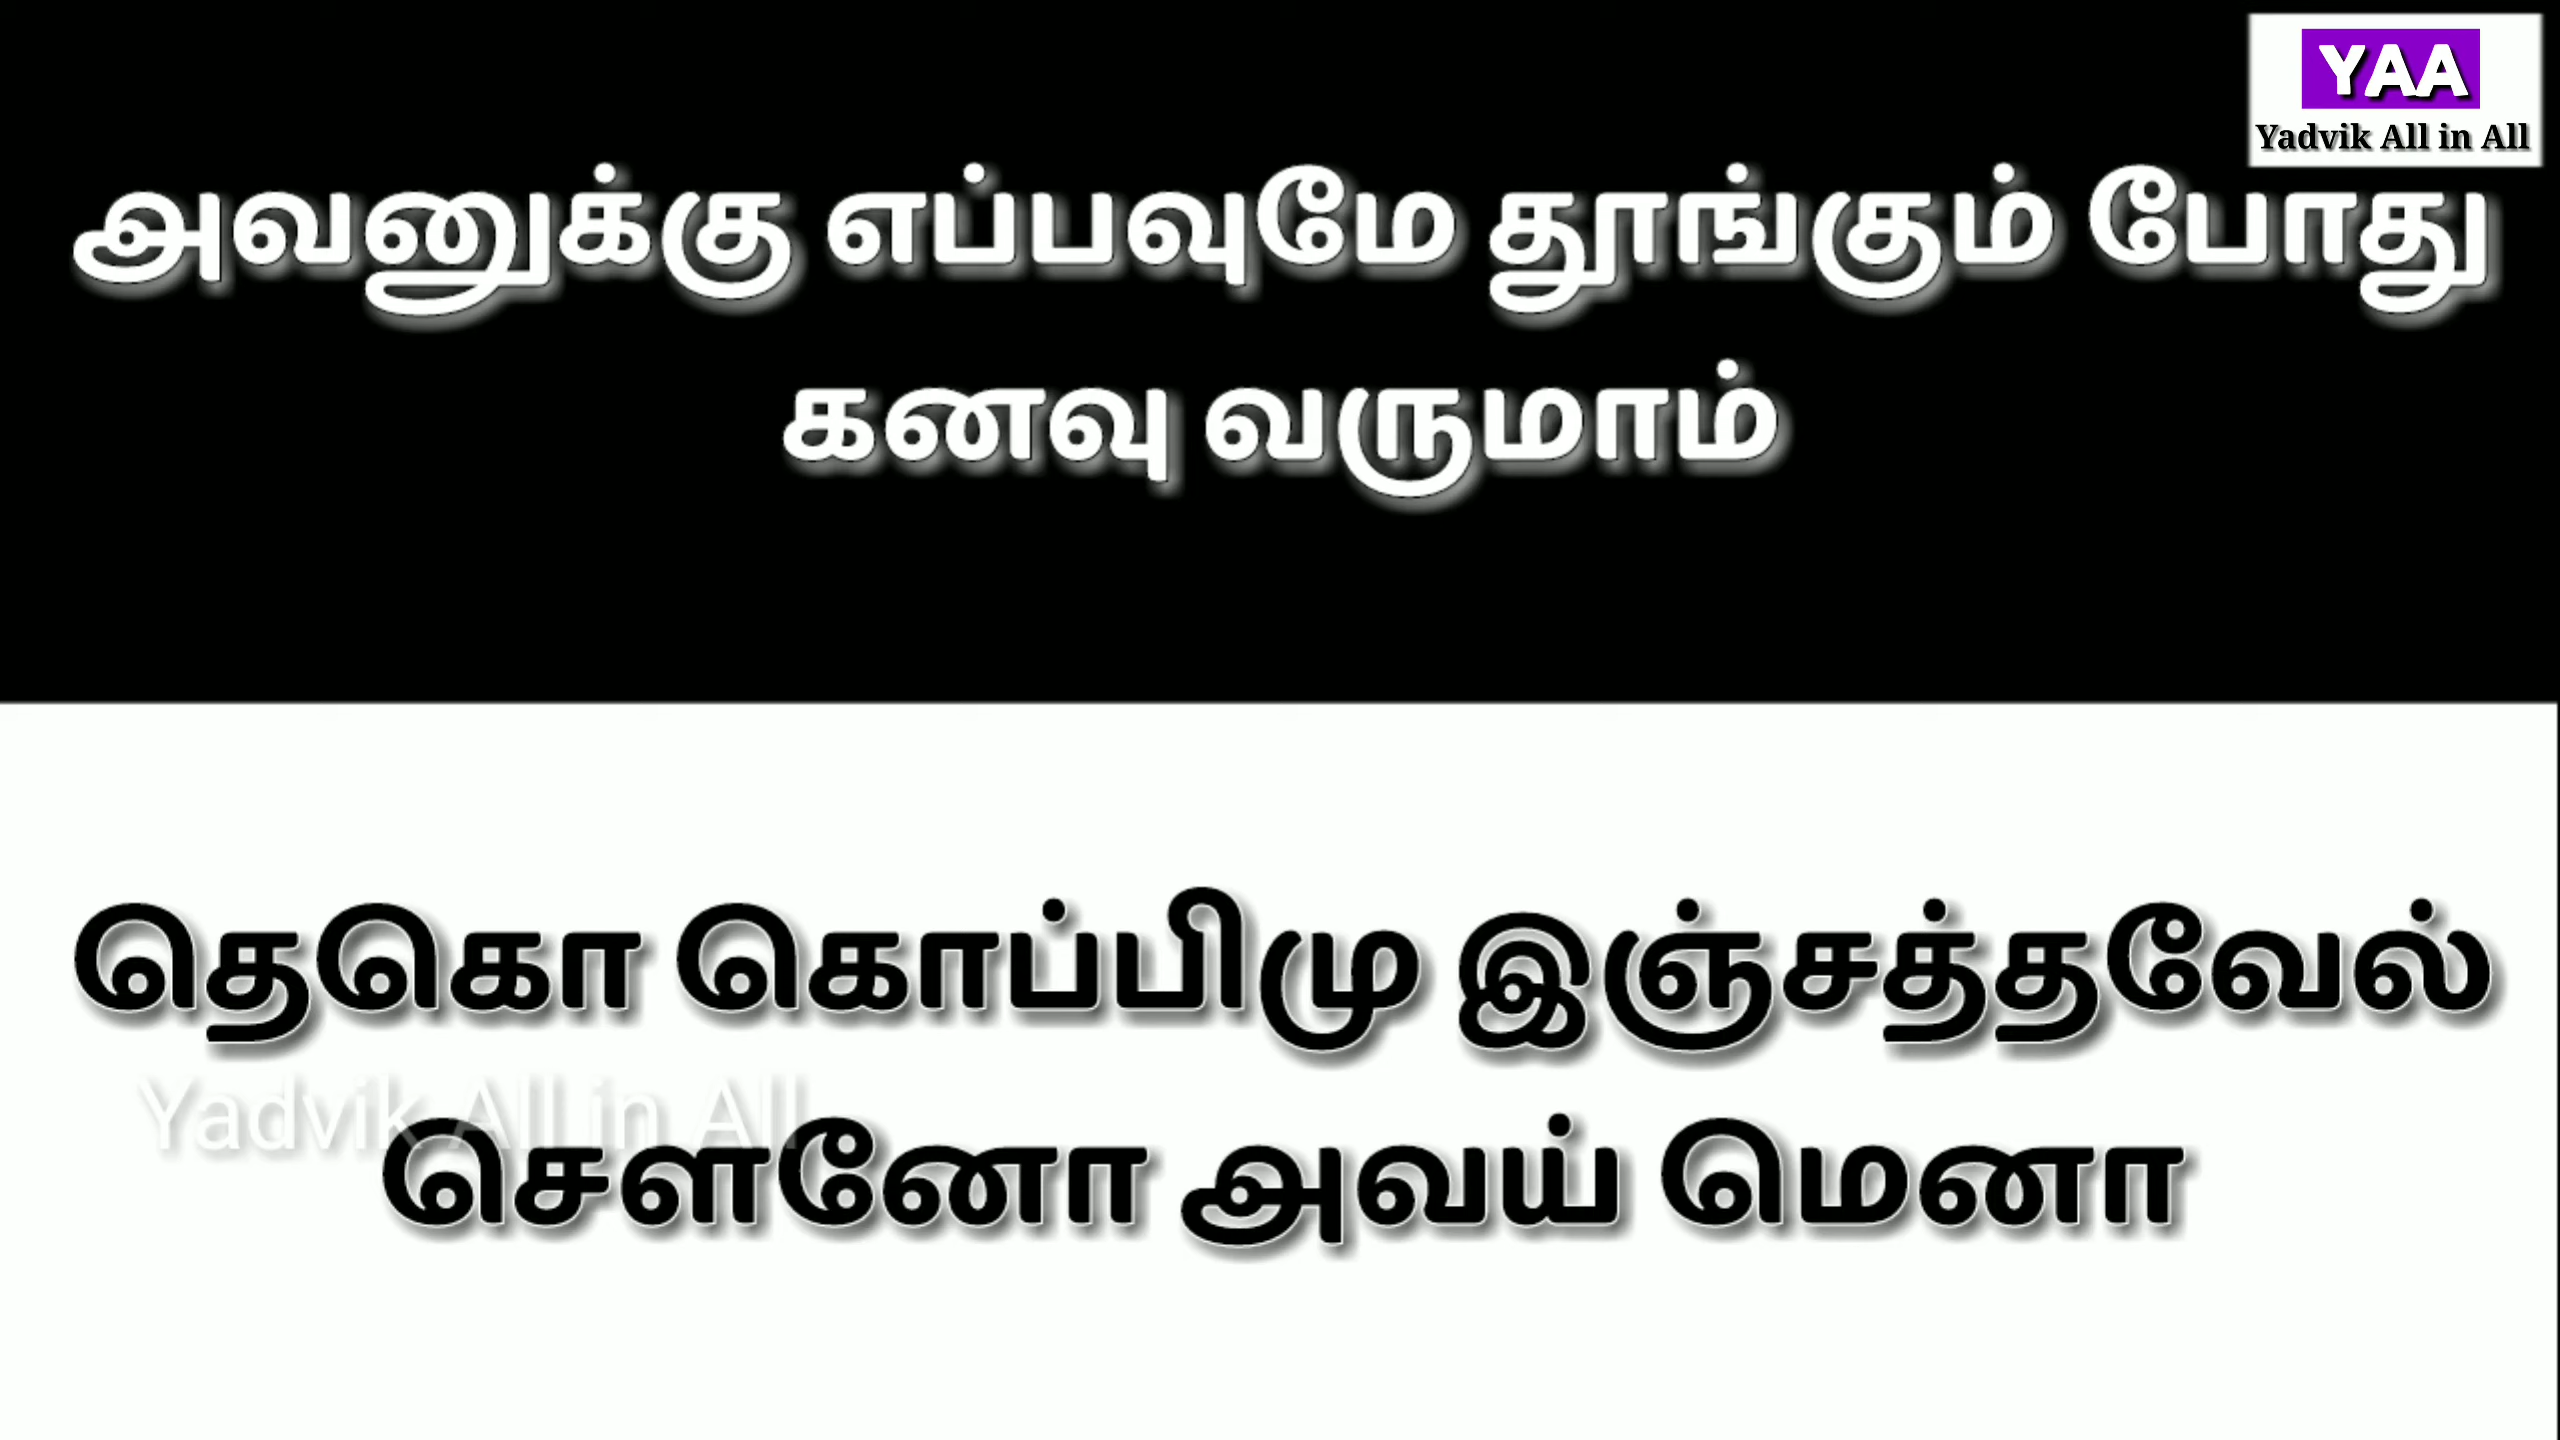 YAA
Yadvik All in All
அவனுக்கு எப்பவுமே தூங்கும் போது
கனவு வருமாம்
தெகொ கொப்பிமு இஞ்சத்தவேல்
Yadvik All in All
சௌனோ அவய் மெனா